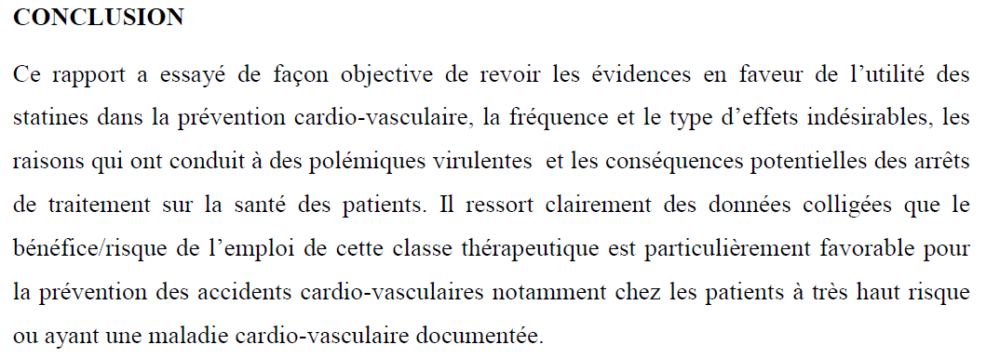 CONCLUSION
Ce rapport a essayé de façon objective de revoir les évidences en faveur de l’utilité des
statines dans la prévention cardio-vasculaire, la fréquence et le type d’effets indésirables, les
raisons qui ont conduit à des polémiques virulentes  et les conséquences potentielles des arrêts
de traitement sur la santé des patients. Il ressort clairement des données colligées que le
bénéfice/risque de l’emploi de cette classe thérapeutique est particulièrement favorable pour
la prévention des accidents cardio-vasculaires notamment chez les patients à très haut risque
ou ayant une maladie cardio-vasculaire documentée.